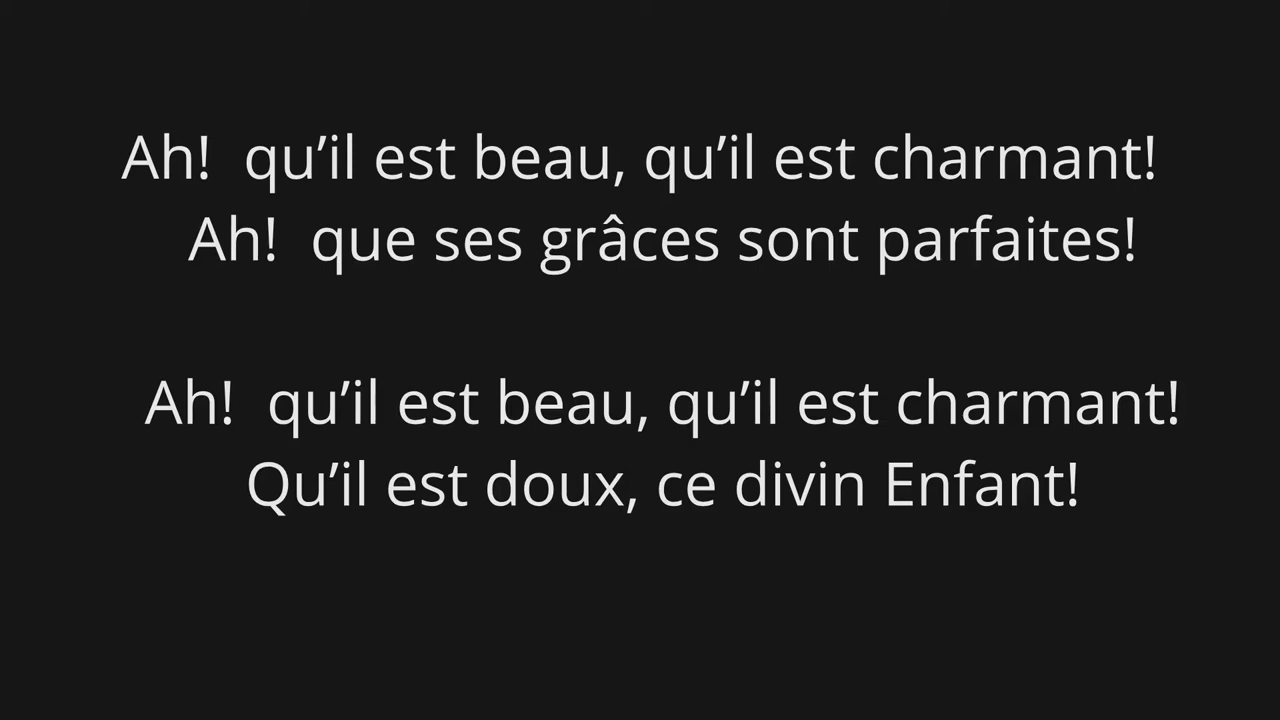 Ah!  qu’il est beau, qu’il est charmant!
Ah!  que ses grâces sont parfaites!
Ah!  qu’il est beau, qu’il est charmant!
Qu’il est doux, ce divin Enfant!